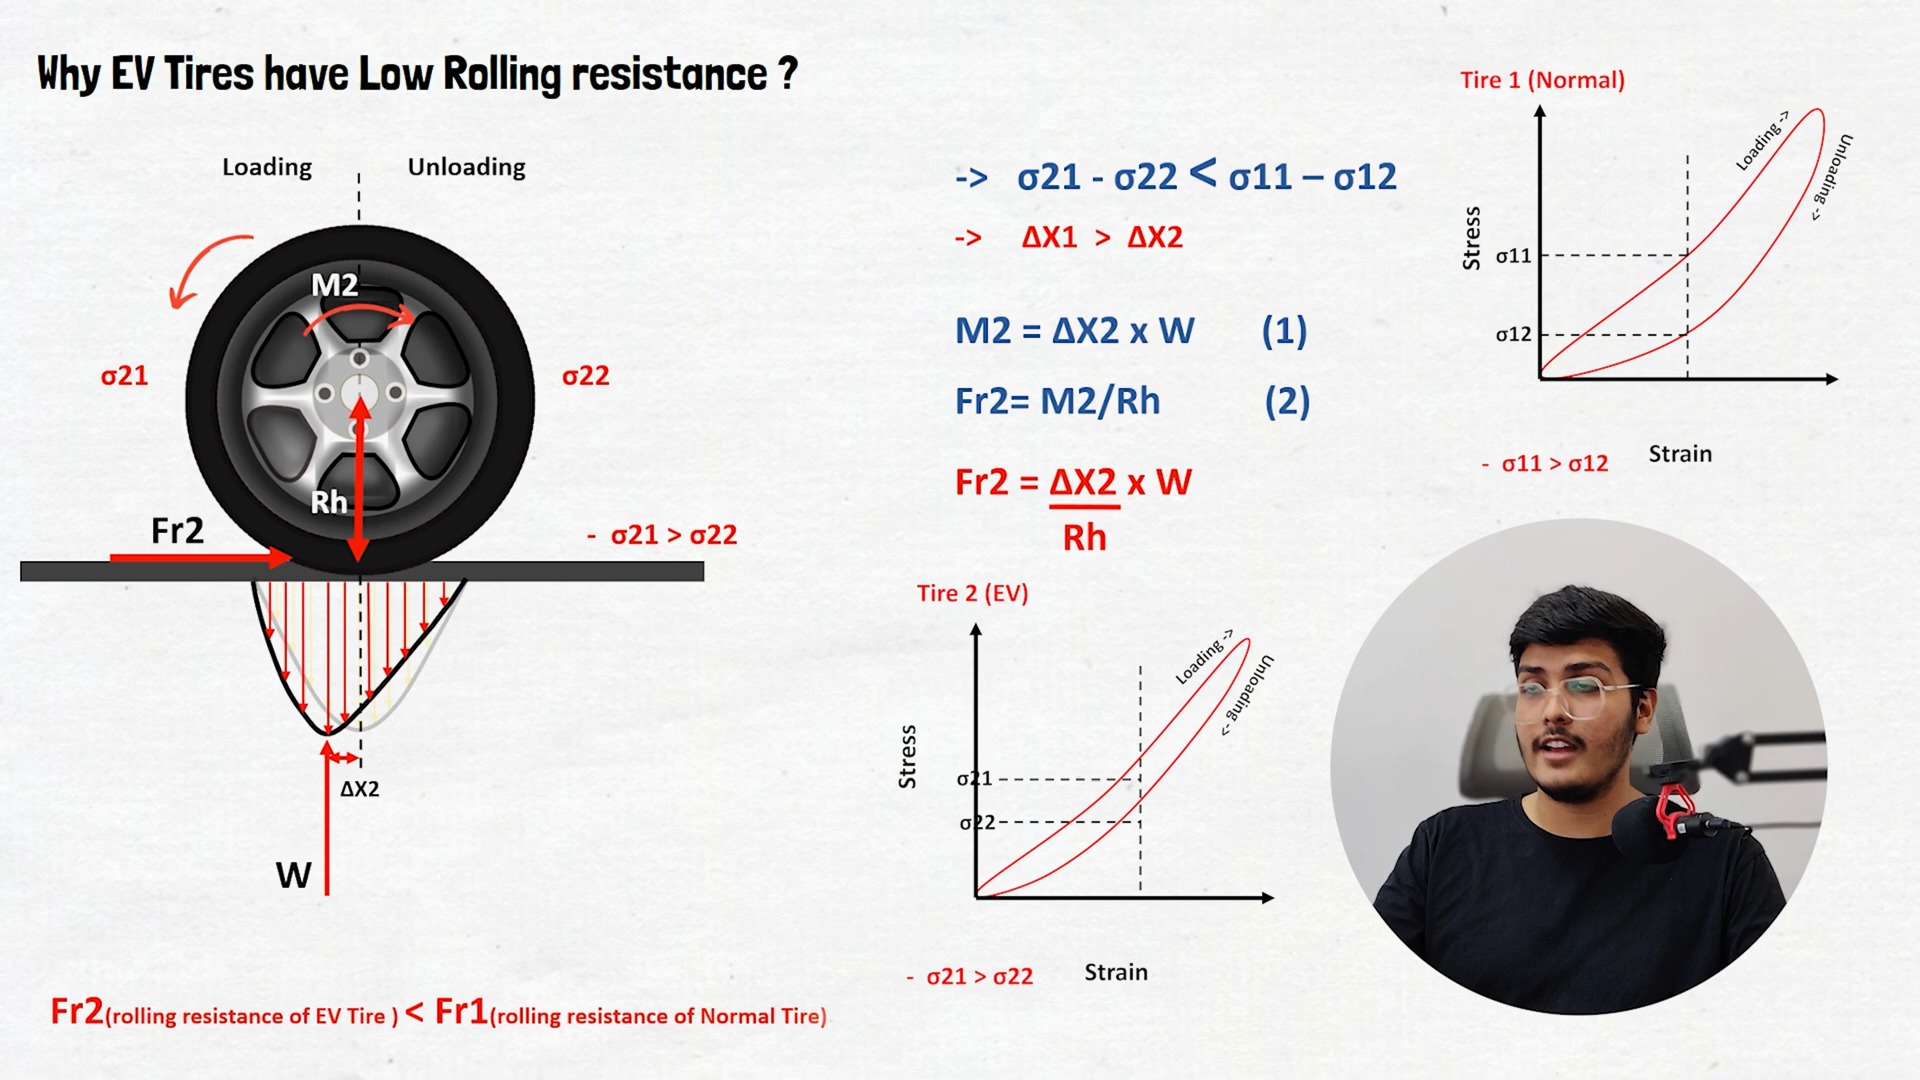 Why EV Tires have Low Rolling resistance ?
Loading
Unloading
M2
σ21
σ22
Rh
Fr2
- σ21 > σ22
ΔX2
W
Fr2(rolling resistance of EV Tire ) < Fr1(rolling resistance of Normal Tire)
-> σ21 - σ22 < σ11 – σ12
-> ΔX1 > ΔX2
M2 = ΔX2 x W (1)
Fr2= M2/Rh (2)
Fr2 = ΔX2 x W
Rh
Tire 1 (Normal)
Loading ->
Unloading ->
Stress
σ11
σ12
- σ11 > σ12
Strain
Tire 2 (EV)
Loading ->
Unloading ->
Stress
σ21
σ22
- σ21 > σ22
Strain